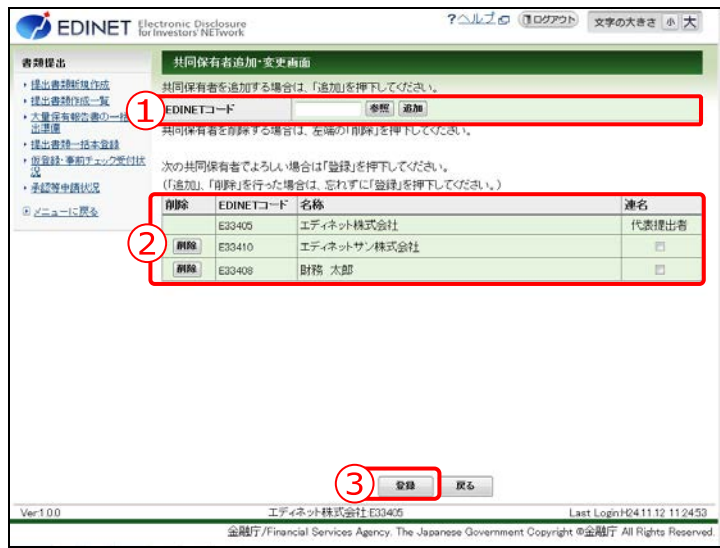 EDINET Electronic Disclosure for Investors' NETwork
?ヘルプ ログアウト 文字の大きさ 小 大
書類提出
・提出書類新規作成
・提出書類作成一覧
・大量保有報告書の一括
出準備
・提出書類一括本登録
・仮登録・事前チェック受付状
況
・承認等申請状況
メニューに戻る
共同保有者追加・変更画面
共同保有者を追加する場合は、「追加」を押下してください。
① EDINETコード 参照 追加
共同保有者を削除する場合は、左端の「削除」を押下してください。
次の共同保有者でよろしい場合は「登録」を押下してください。
(「追加」、「削除」を行った場合は、忘れずに「登録」を押下してください。)
②
削除 EDINETコード 名称 連名
E33405 エディネット株式会社 代表提出者
削除 E33410 エディネットサン株式会社
削除 E33408 財務 太郎
③ 登録 戻る
Ver.1.0.0 エディネット株式会社:E33405 Last Login:H24.11.12 11:24:53
金融庁/Financial Services Agency. The Japanese Government Copyright ©金融庁 All Rights Reserved.